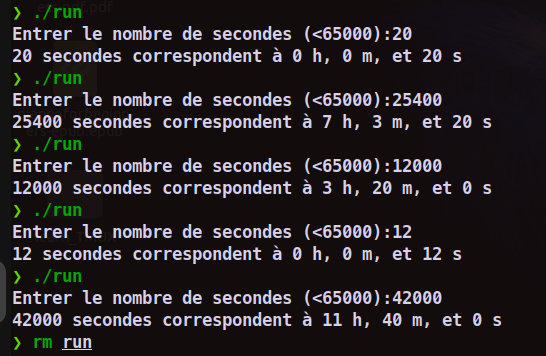 ❯ ./run
Entrer le nombre de secondes (<65000):20
20 secondes correspondent à 0 h, 0 m, et 20 s
❯ ./run
Entrer le nombre de secondes (<65000):25400
25400 secondes correspondent à 7 h, 3 m, et 20 s
❯ ./run
Entrer le nombre de secondes (<65000):12000
12000 secondes correspondent à 3 h, 20 m, et 0 s
❯ ./run
Entrer le nombre de secondes (<65000):12
12 secondes correspondent à 0 h, 0 m, et 12 s
❯ ./run
Entrer le nombre de secondes (<65000):42000
42000 secondes correspondent à 11 h, 40 m, et 0 s
❯ rm run